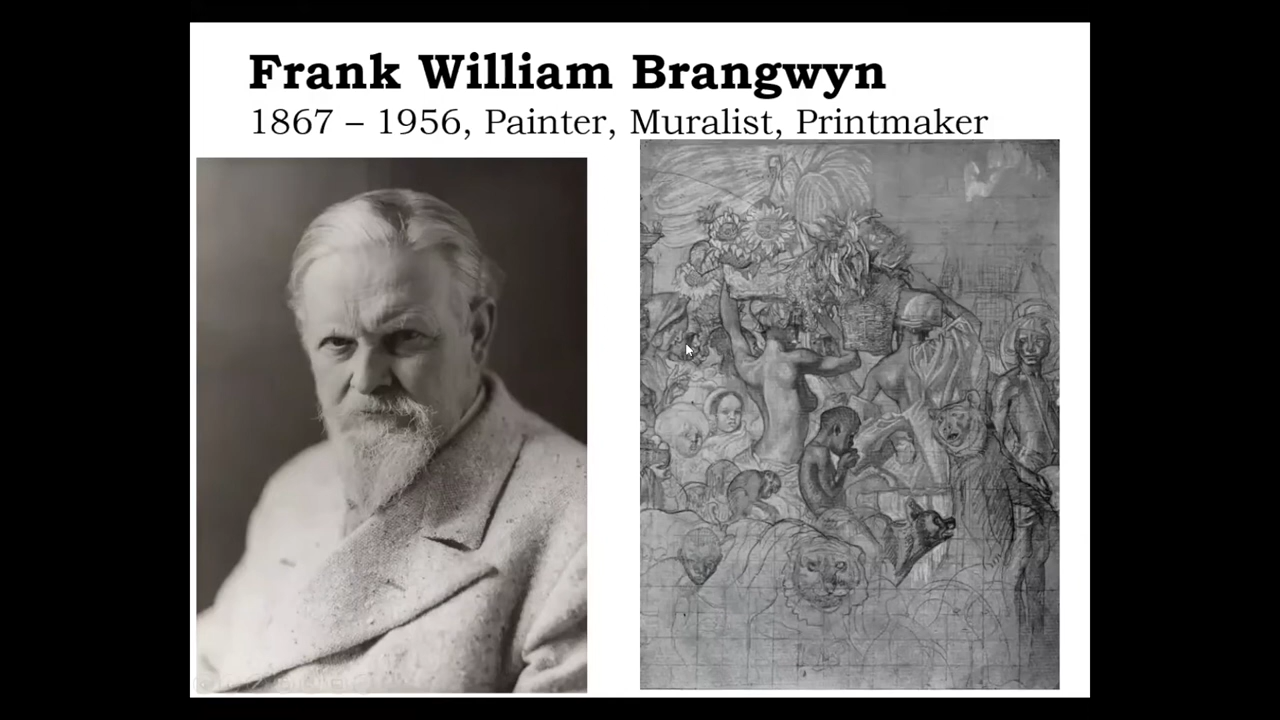 Frank William Brangwyn
1867 – 1956, Painter, Muralist, Printmaker